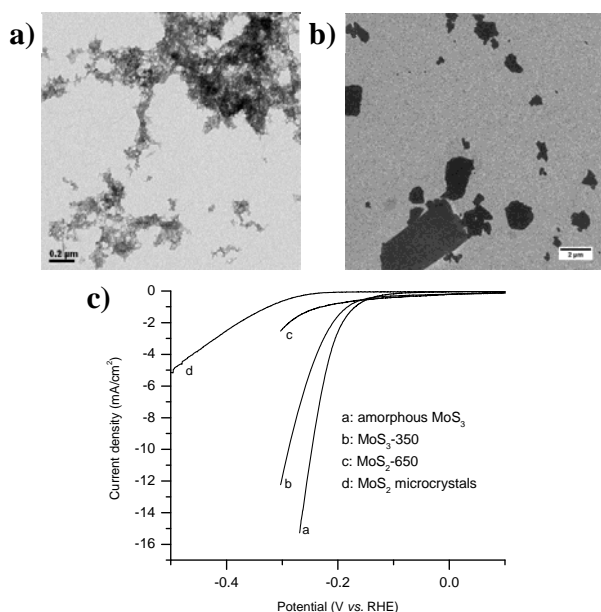 a)
b)
0.2 µm
2 µm
c)
0
-2
-4
-6
-8
-10
-12
-14
-16
Current density (mA/cm²)
c
d
b
a
a: amorphous MoS₃
b: MoS₃-350
c: MoS₂-650
d: MoS₂ microcrystals
-0.4
-0.2
0.0
Potential (V vs. RHE)